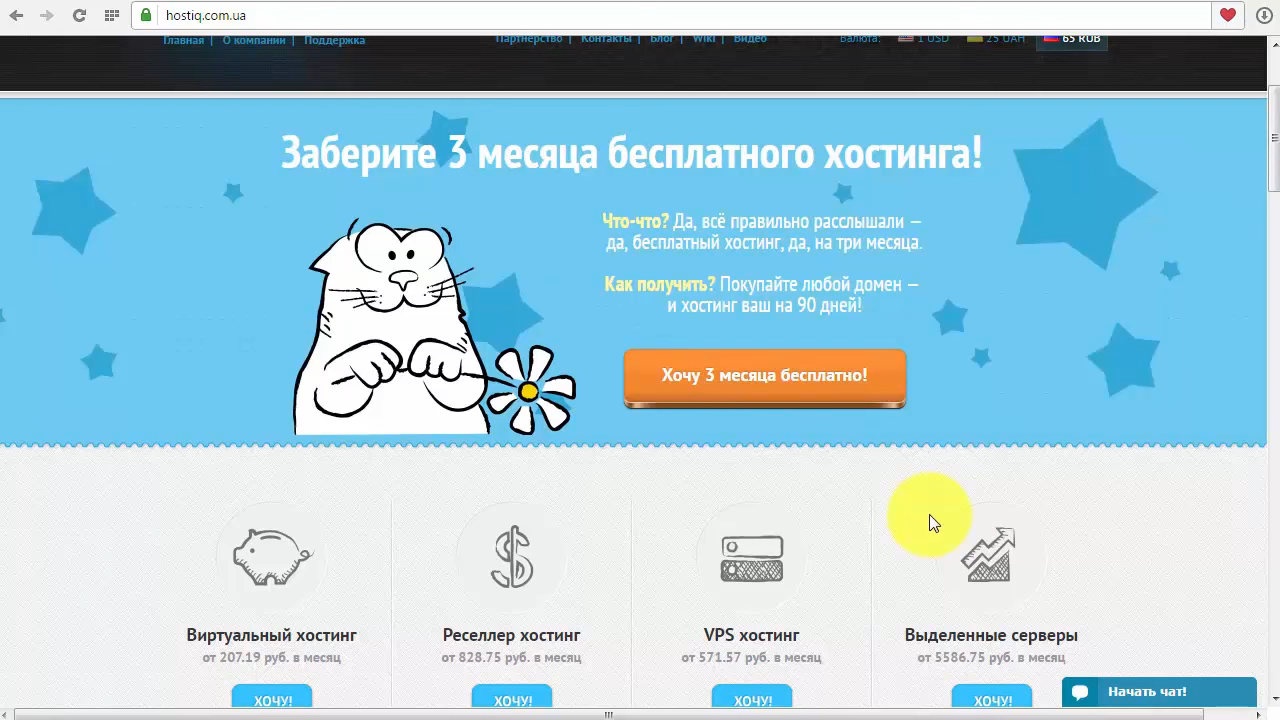 hostiq.com.ua
Главная | О компании | Поддержка
Партнерство | Контакты | Блог | Wiki | Видео
Валюта: 1 USD 25 UAH 65 RUB
Заберите 3 месяца бесплатного хостинга!
Что-что? Да, всё правильно расслышали —
да, бесплатный хостинг, да, на три месяца.
Как получить? Покупайте любой домен —
и хостинг ваш на 90 дней!
Хочу 3 месяца бесплатно!
Виртуальный хостинг
от 207.19 руб. в месяц
ХОЧУ!
Реселлер хостинг
от 828.75 руб. в месяц
ХОЧУ!
VPS хостинг
от 571.57 руб. в месяц
ХОЧУ!
Выделенные серверы
от 5586.75 руб. в месяц
ХОЧУ!
Начать чат!